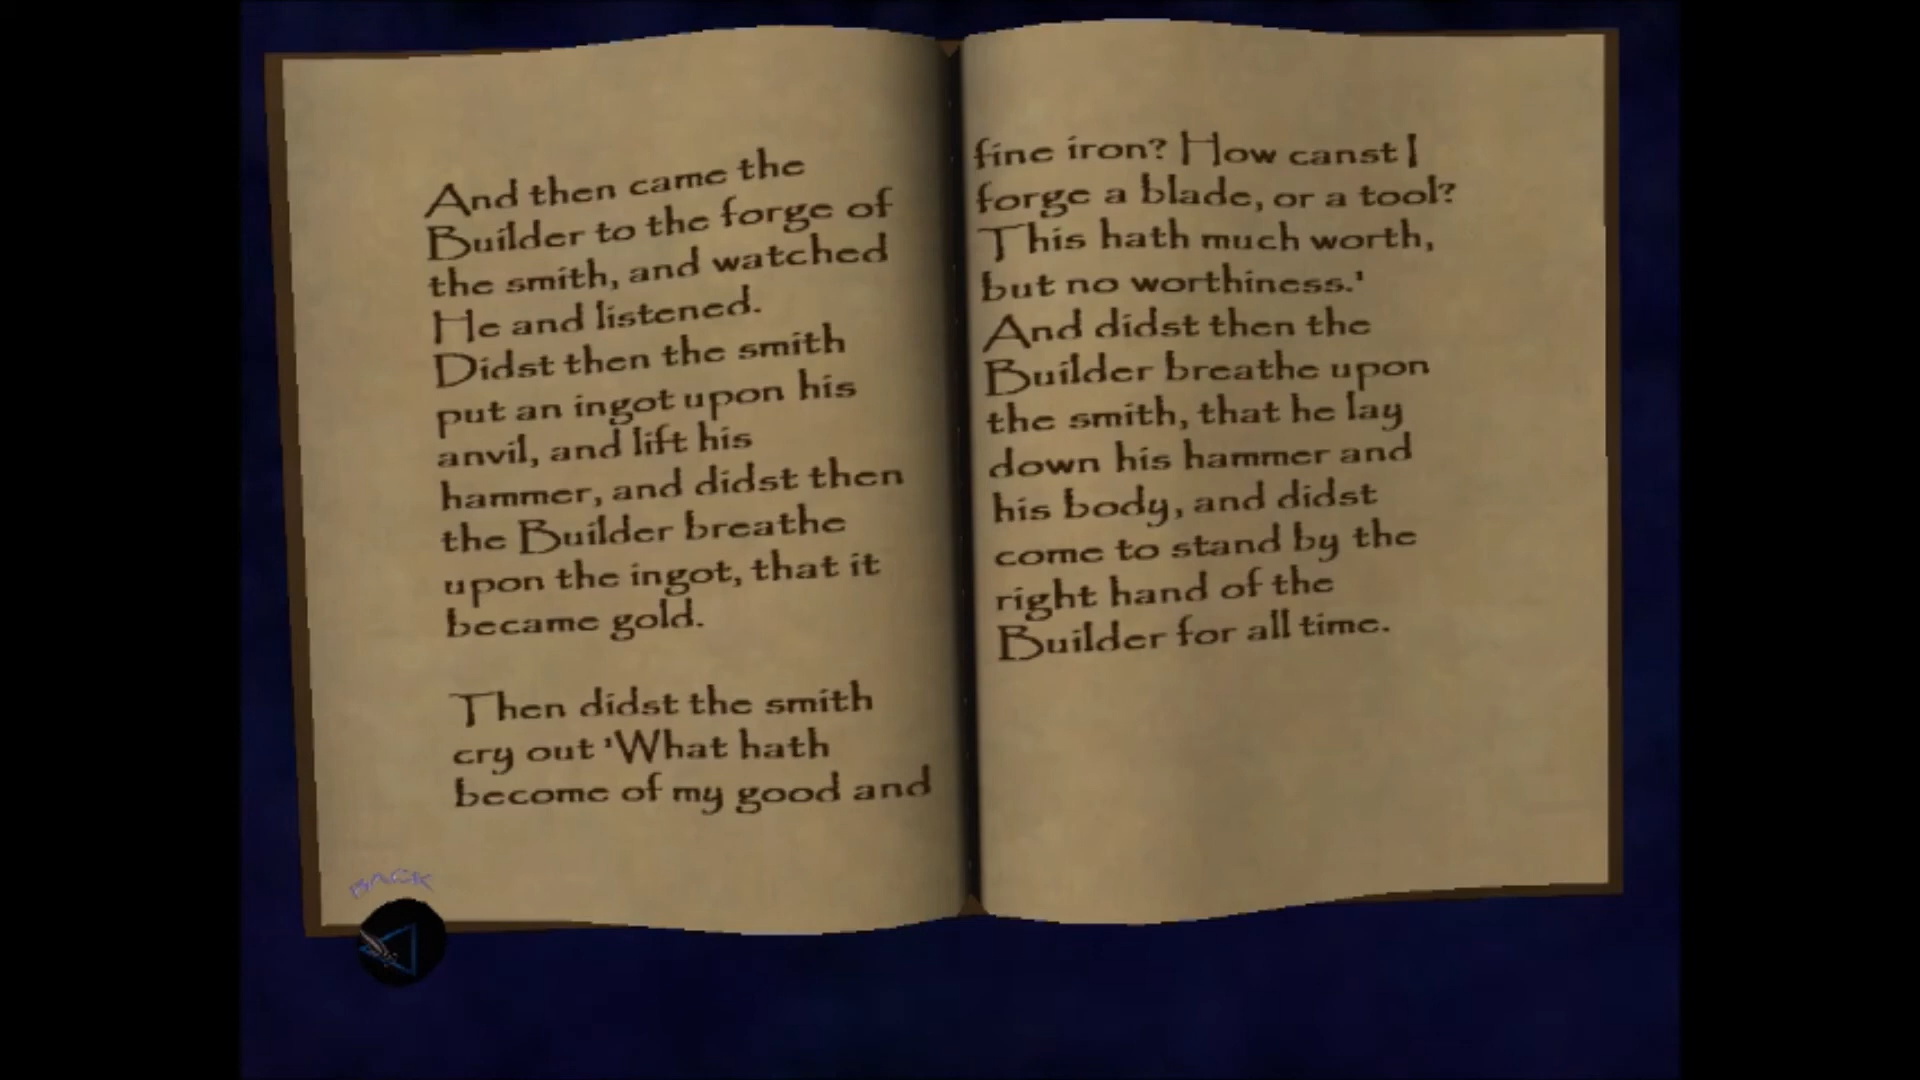 And then came the
Builder to the forge of
the smith, and watched
He and listened.
Didst then the smith
put an ingot upon his
anvil, and lift his
hammer, and didst then
the Builder breathe
upon the ingot, that it
became gold.
Then didst the smith
cry out 'What hath
become of my good and
fine iron? How canst I
forge a blade, or a tool?
This hath much worth,
but no worthiness.'
And didst then the
Builder breathe upon
the smith, that he lay
down his hammer and
his body, and didst
come to stand by the
right hand of the
Builder for all time.
BACK